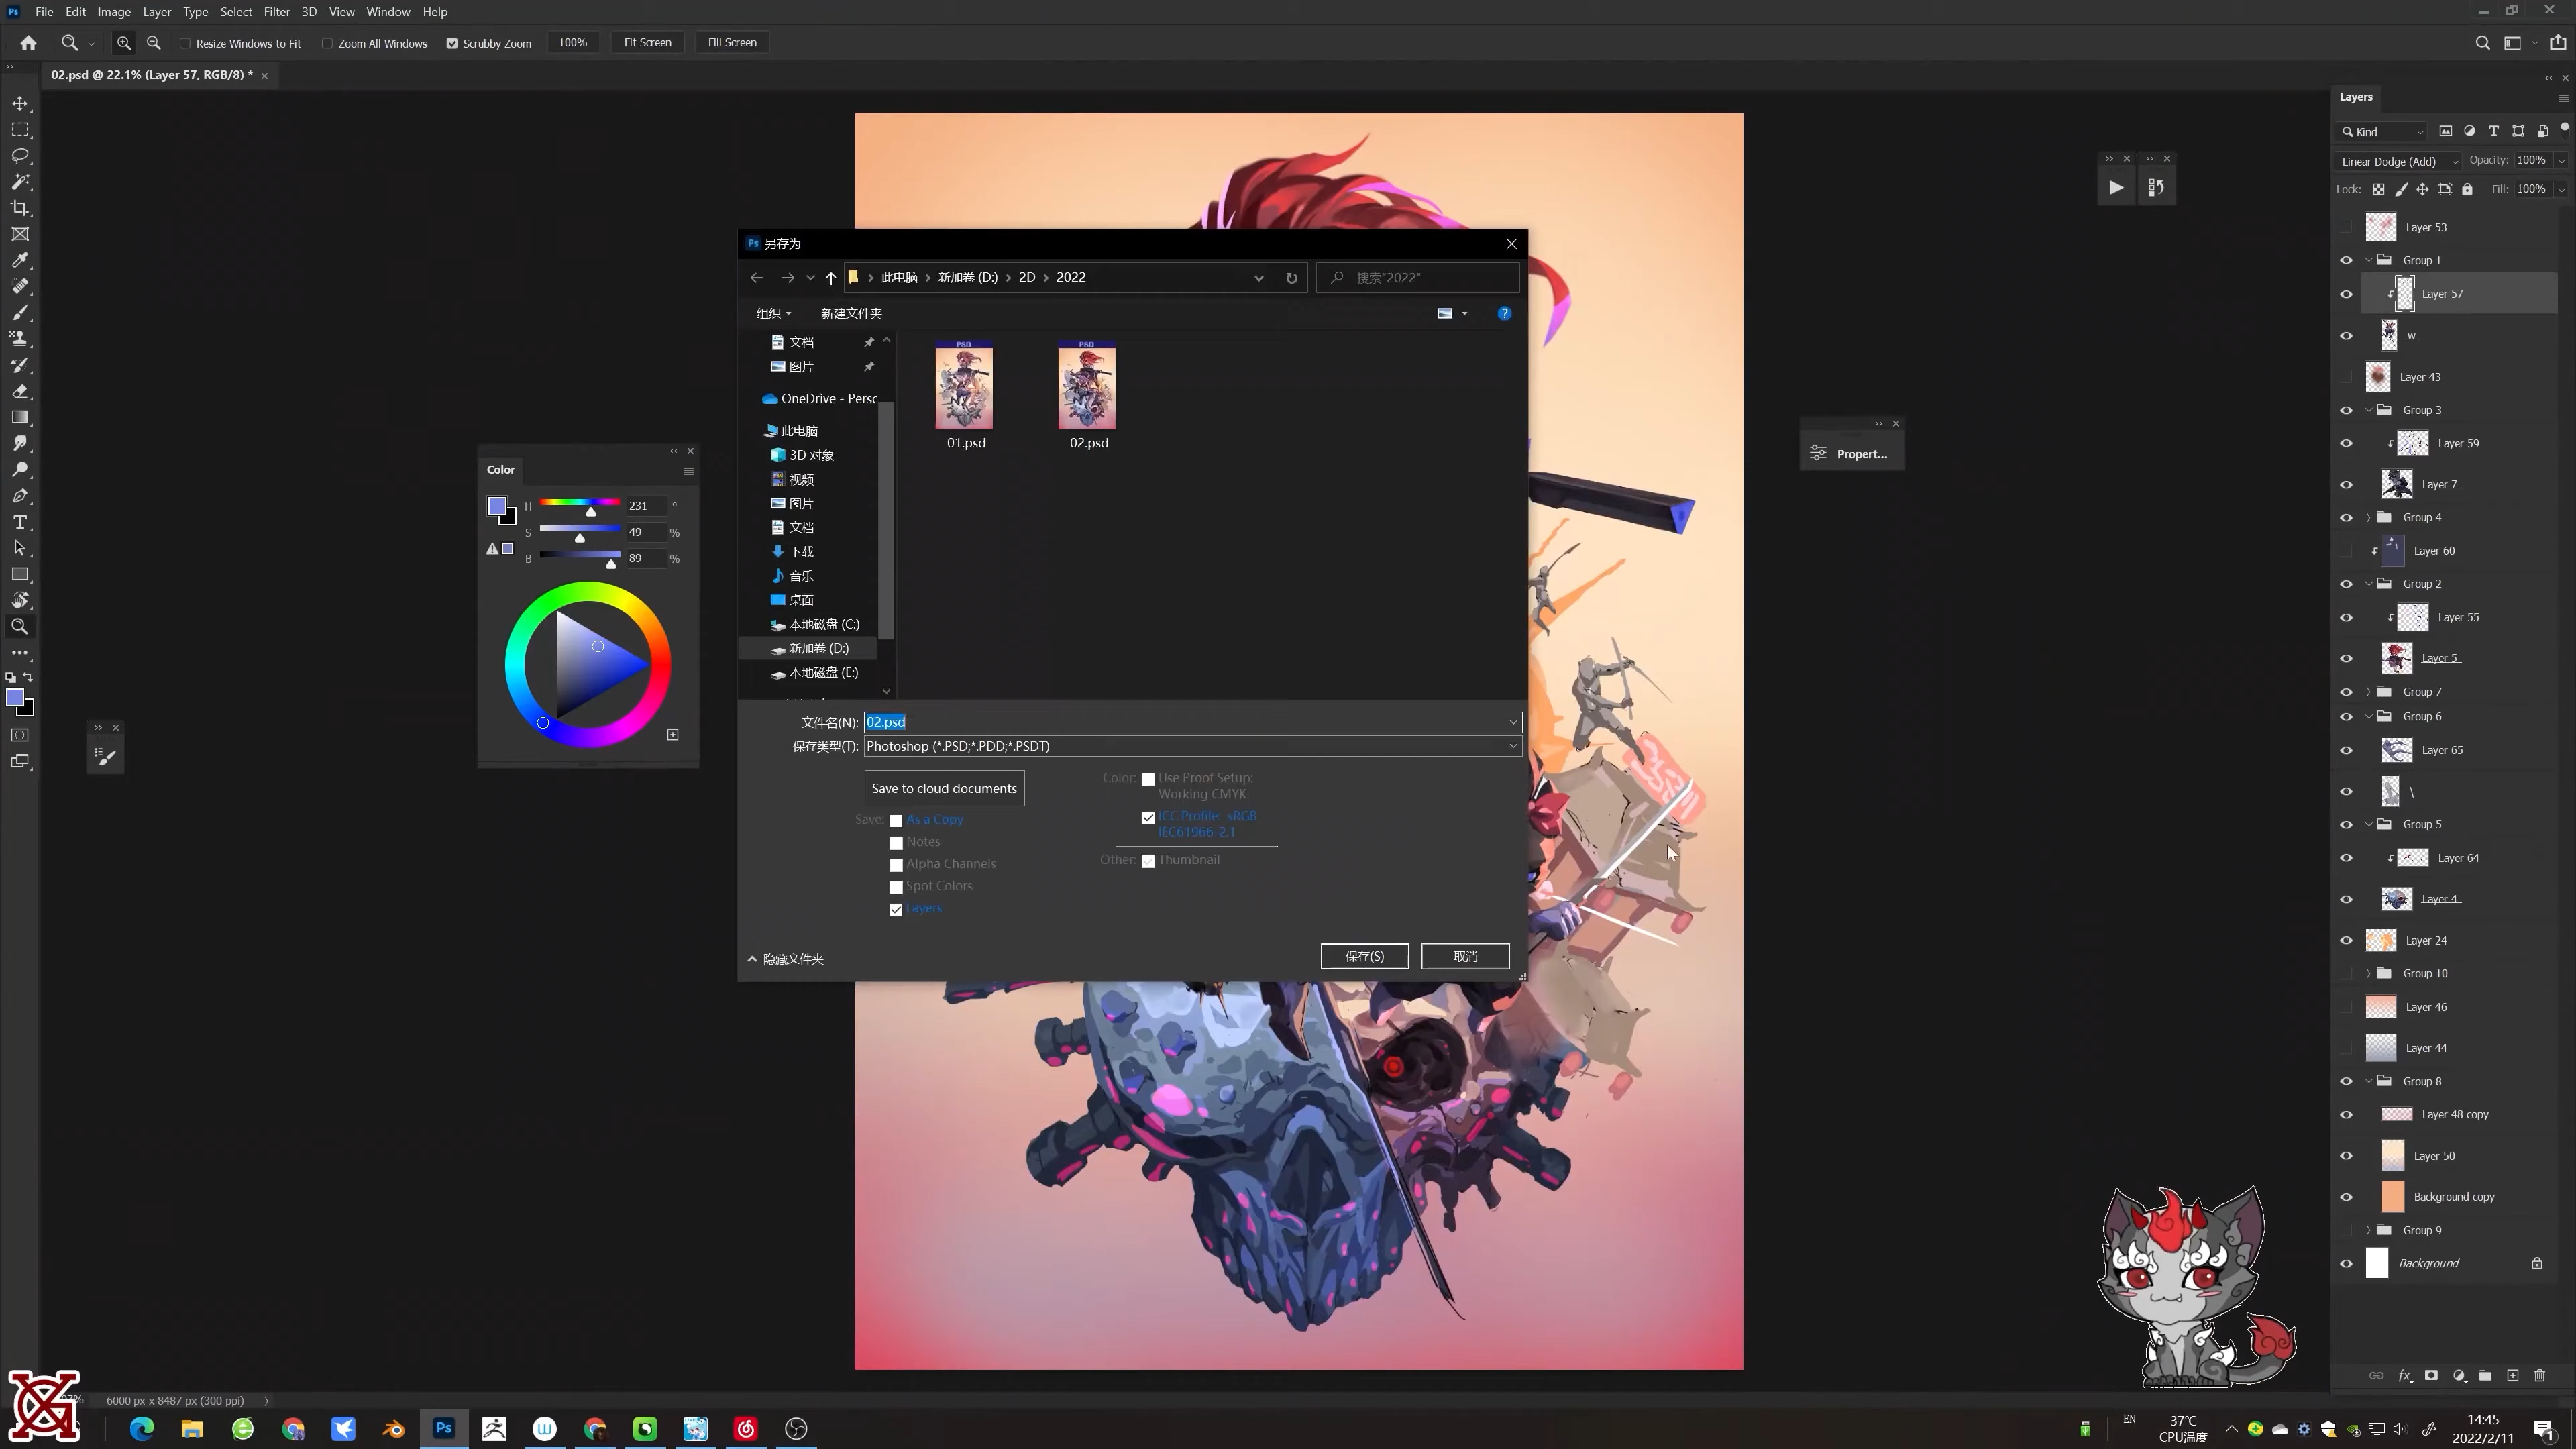 Ps File Edit Image Layer Type Select Filter 3D View Window Help
Resize Windows to Fit Zoom All Windows Scrubby Zoom 100% Fit Screen Fill Screen
02.psd @ 22.1% (Layer 57, RGB/8) *
Layers
Kind
Linear Dodge (Add) Opacity: 100%
Lock: Fill: 100%
Layer 53
Group 1
Layer 57
w
Layer 43
Group 3
Layer 59
Layer 7
Group 4
Layer 60
Group 2
Layer 55
Layer 5
Group 7
Group 6
Layer 65
\
Group 5
Layer 64
Layer 4
Layer 24
Group 10
Layer 46
Layer 44
Group 8
Layer 48 copy
Layer 50
Background copy
Group 9
Background
Propert...
Color
H 231 °
S 49 %
B 89 %
Ps 另存为
此电脑 新加卷 (D:) 2D 2022
搜索"2022"
组织 新建文件夹
文档
图片
OneDrive - Persc
此电脑
3D 对象
视频
图片
文档
下载
音乐
桌面
本地磁盘 (C:)
新加卷 (D:)
本地磁盘 (E:)
PSD
01.psd
PSD
02.psd
文件名(N): 02.psd
保存类型(T): Photoshop (*.PSD;*.PDD;*.PSDT)
Save to cloud documents
Save: As a Copy
Notes
Alpha Channels
Spot Colors
Layers
Color: Use Proof Setup:
Working CMYK
ICC Profile: sRGB
IEC61966-2.1
Other: Thumbnail
隐藏文件夹
保存(S) 取消
6000 px x 8487 px (300 ppi)
Ps
EN
37℃
CPU温度
14:45
2022/2/11
1